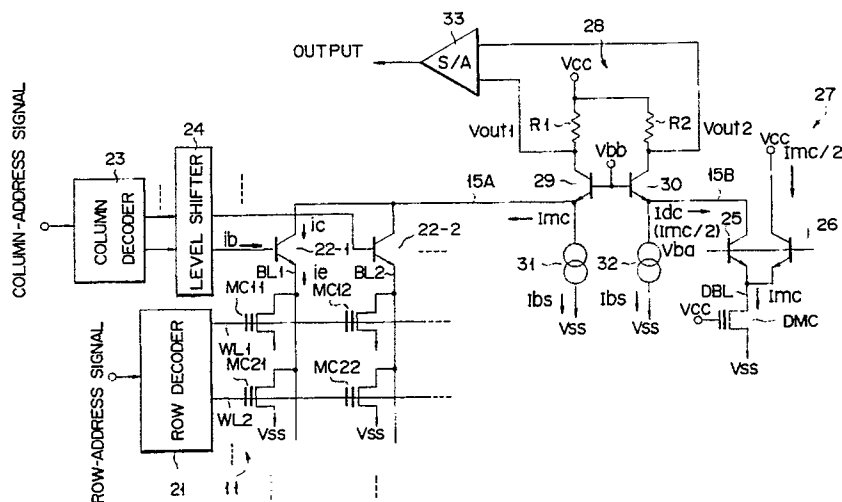 33
28
OUTPUT
S/A
Vcc
27
R1
R2
Vout1
Vout2
Vcc
Imc/2
COLUMN-ADDRESS SIGNAL
23
24
Vbb
COLUMN DECODER
LEVEL SHIFTER
15A
29
30
15B
Imc
Idc
(Imc/2)
25
26
ib
ic
22-1
22-2
Vba
BL1
ie
BL2
31
32
DBL
Imc
MC11
MC12
Ibs
Ibs
Vcc
DMC
Vss
Vss
Vss
ROW-ADDRESS SIGNAL
ROW DECODER
WL1
MC21
MC22
WL2
Vss
Vss
21
11